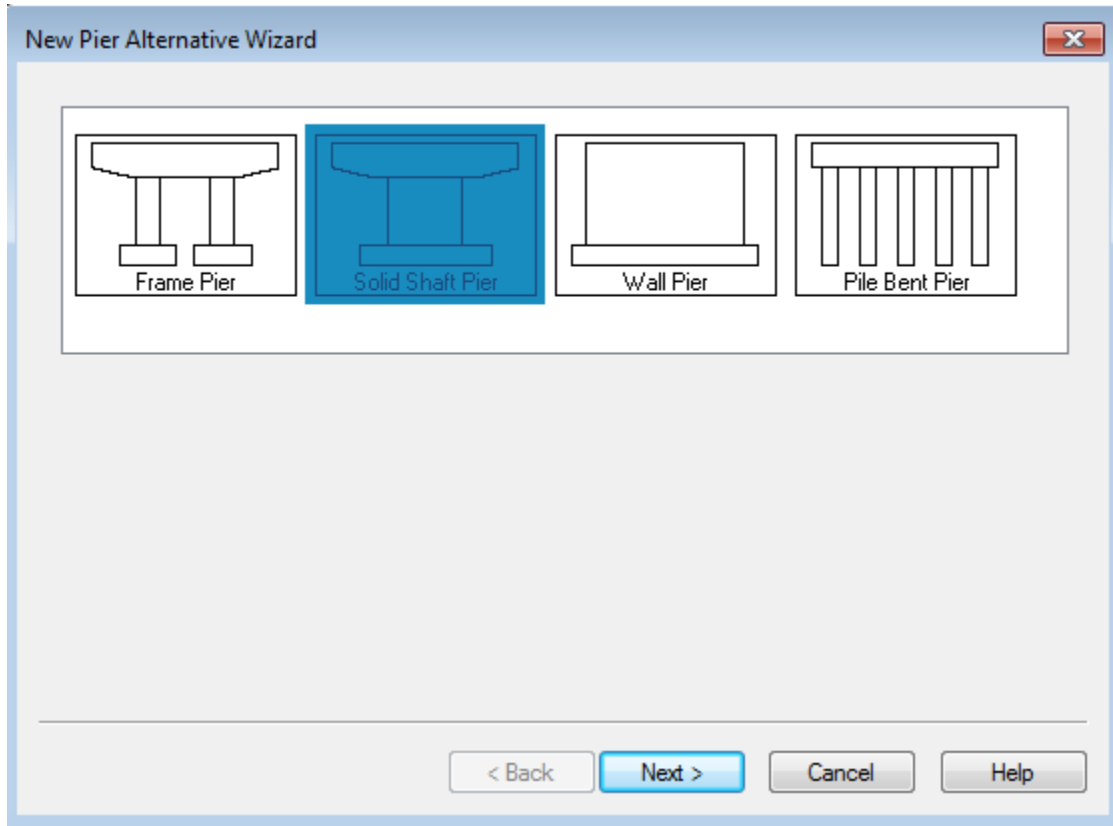 New Pier Alternative Wizard
Frame Pier
Solid Shaft Pier
Wall Pier
Pile Bent Pier
< Back
Next >
Cancel
Help